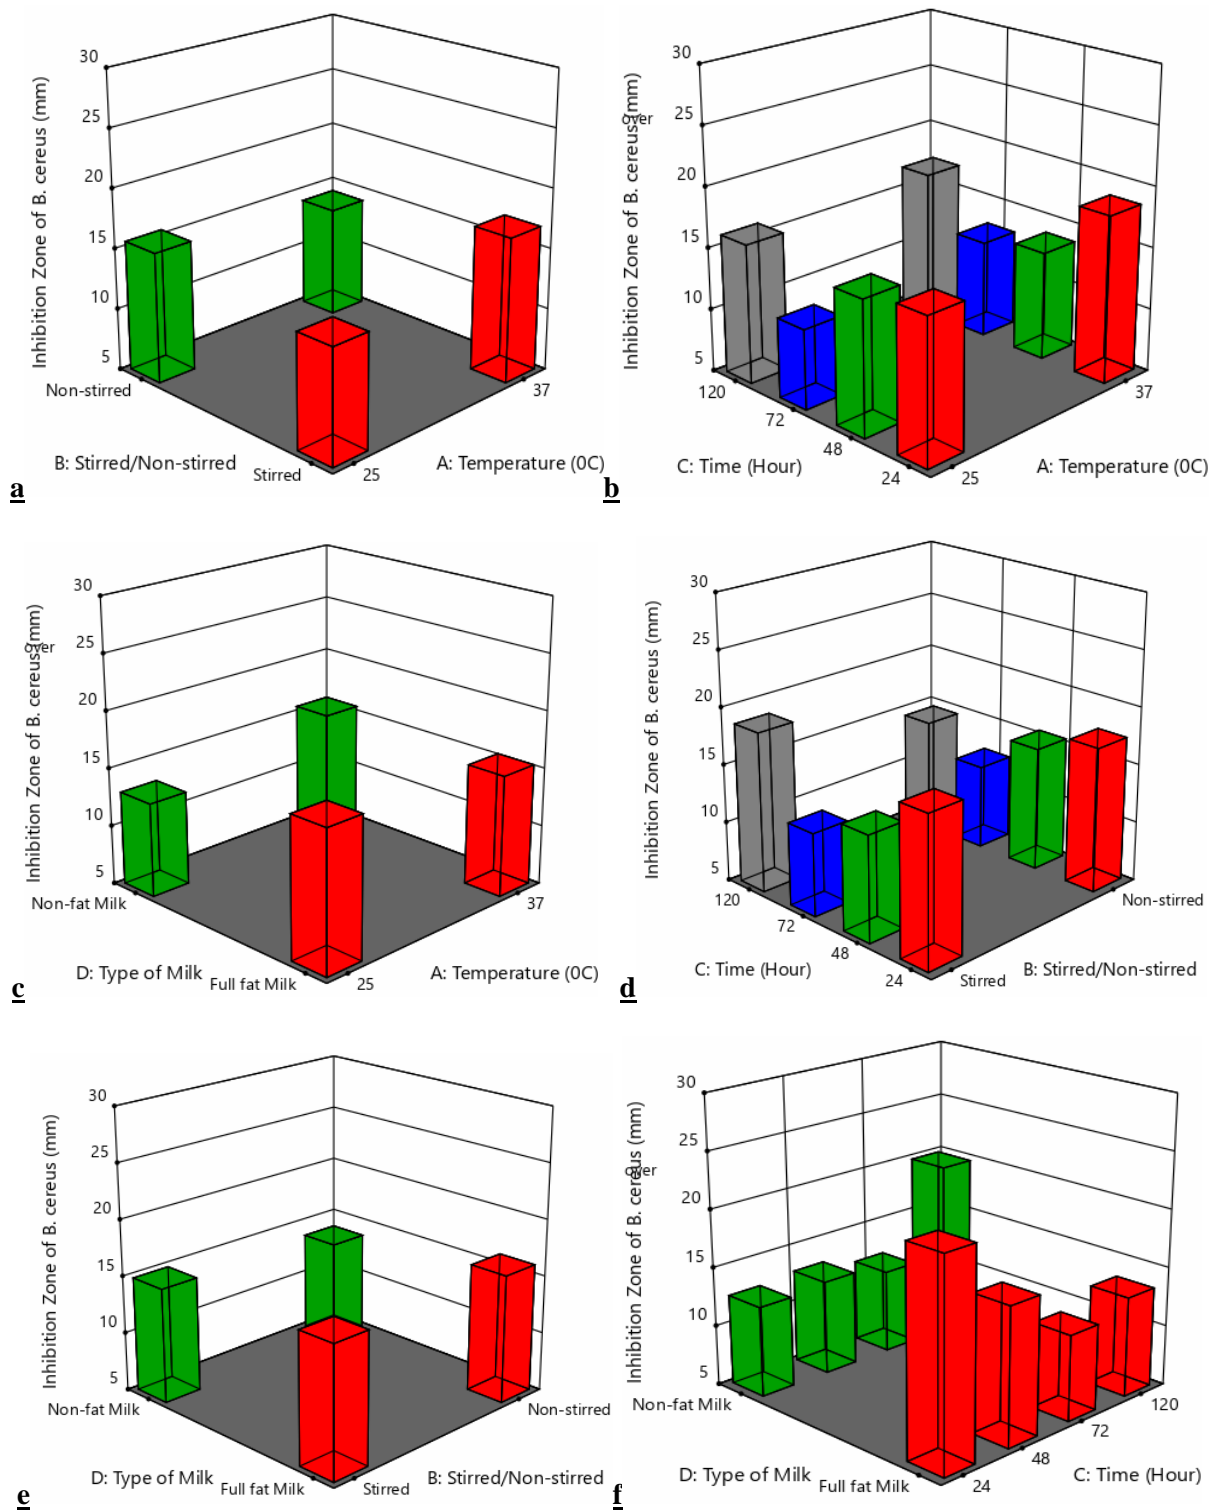 30
25
20
15
10
5
Inhibition Zone of B. cereus (mm)
Non-stirred
Stirred
25
37
B: Stirred/Non-stirred
A: Temperature (0C)
a
30
25
20
15
10
5
over
Inhibition Zone of B. cereus (mm)
120
72
48
24
25
37
C: Time (Hour)
A: Temperature (0C)
b
30
25
20
15
10
5
over
Inhibition Zone of B. cereus (mm)
Non-fat Milk
Full fat Milk
25
37
D: Type of Milk
A: Temperature (0C)
c
30
25
20
15
10
5
Inhibition Zone of B. cereus (mm)
120
72
48
24
Stirred
Non-stirred
C: Time (Hour)
B: Stirred/Non-stirred
d
30
25
20
15
10
5
Inhibition Zone of B. cereus (mm)
Non-fat Milk
Full fat Milk
Stirred
Non-stirred
D: Type of Milk
B: Stirred/Non-stirred
e
30
25
20
15
10
5
over
Inhibition Zone of B. cereus (mm)
Non-fat Milk
Full fat Milk
24
48
72
120
D: Type of Milk
C: Time (Hour)
f